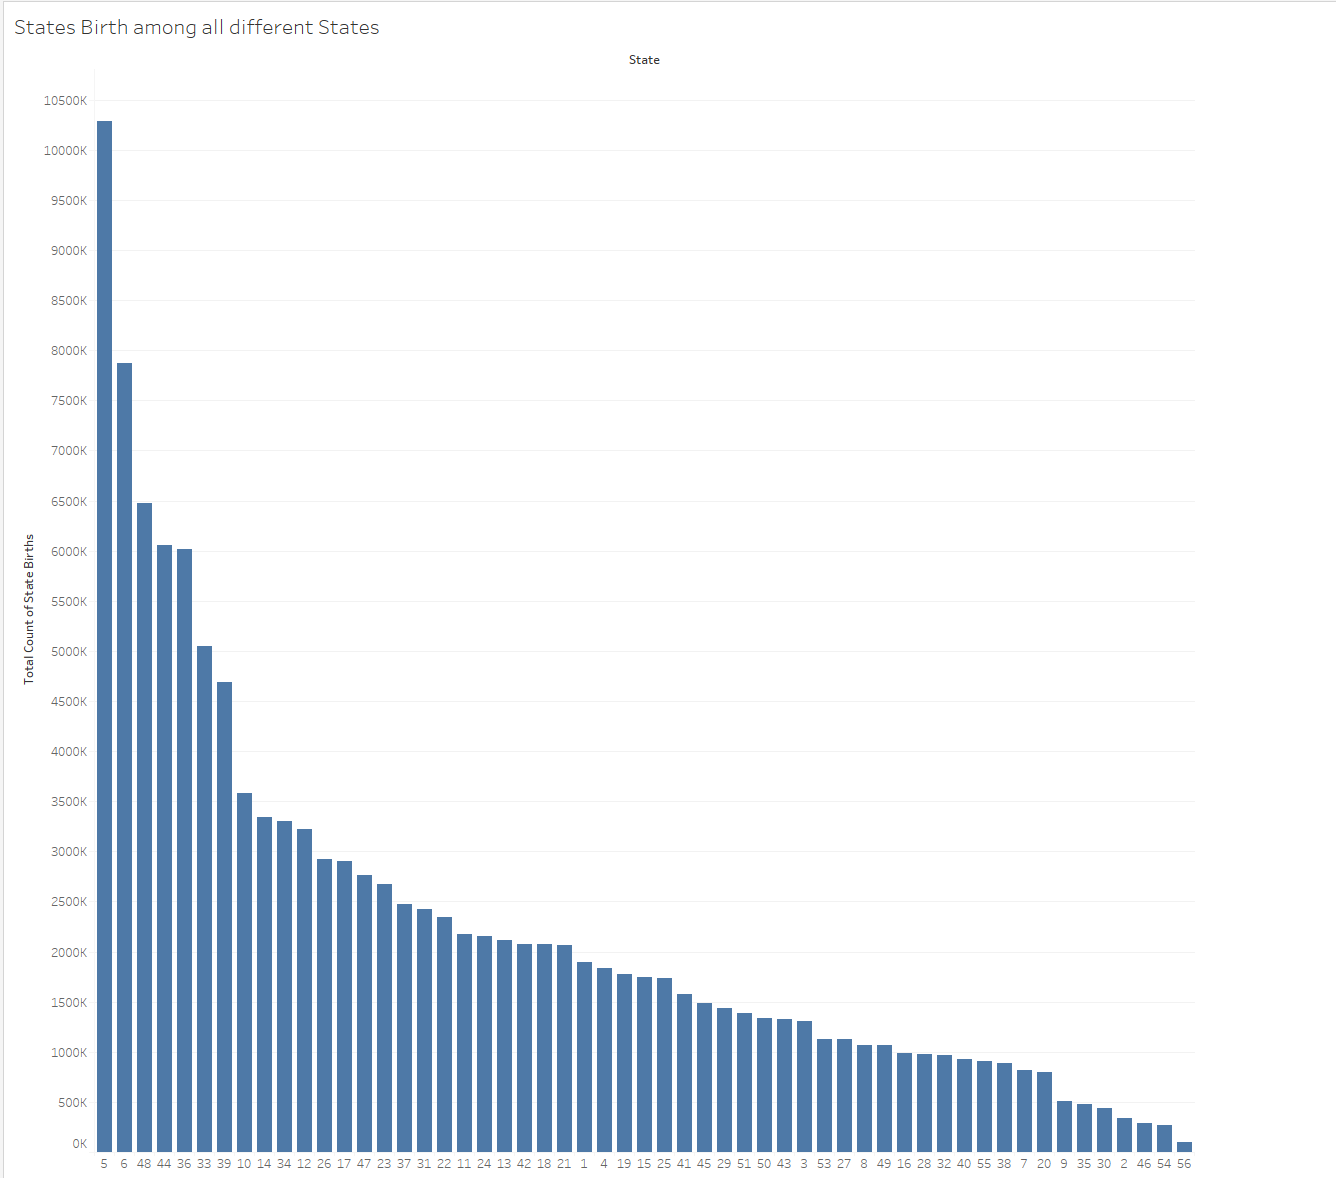 States Birth among all different States
State
10500K
10000K
9500K
9000K
8500K
8000K
7500K
7000K
6500K
6000K
5500K
5000K
4500K
4000K
3500K
3000K
2500K
2000K
1500K
1000K
500K
0K
Total Count of State Births
5 6 48 44 36 33 39 10 14 34 12 26 17 47 23 37 31 22 11 24 13 42 18 21 1 4 19 15 25 41 45 29 51 50 43 3 53 27 8 49 16 28 32 40 55 38 7 20 9 35 30 2 46 54 56